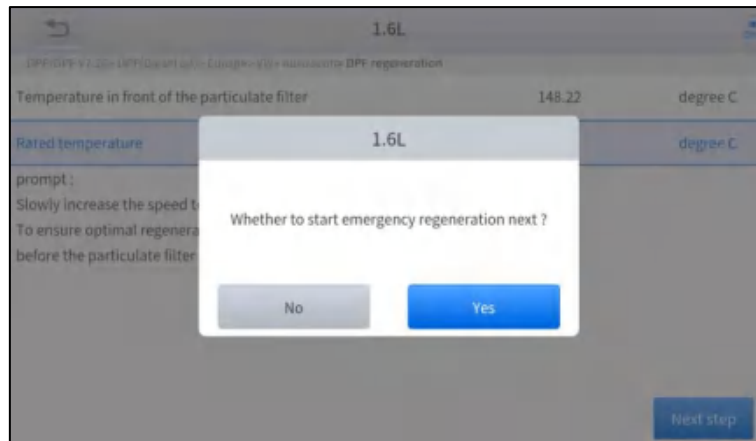 1.6L
DPF regeneration
Temperature in front of the particulate filter 148.22 degree C
Rated temperature degree C
1.6L
prompt :
Slowly increase the speed t
Whether to start emergency regeneration next ?
To ensure optimal regenera
before the particulate filter
No Yes
Next step